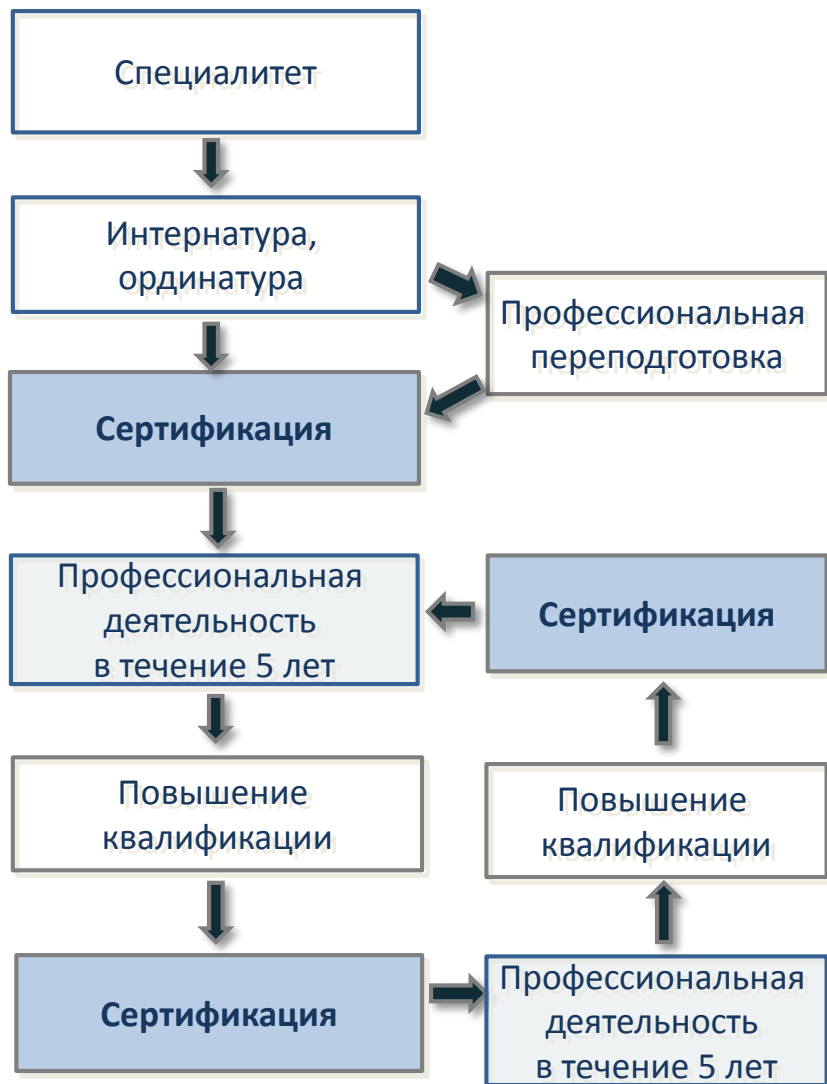 Специалитет
Интернатура,
ординатура
Профессиональная
переподготовка
Сертификация
Профессиональная
деятельность
в течение 5 лет
Сертификация
Повышение
квалификации
Повышение
квалификации
Сертификация
Профессиональная
деятельность
в течение 5 лет